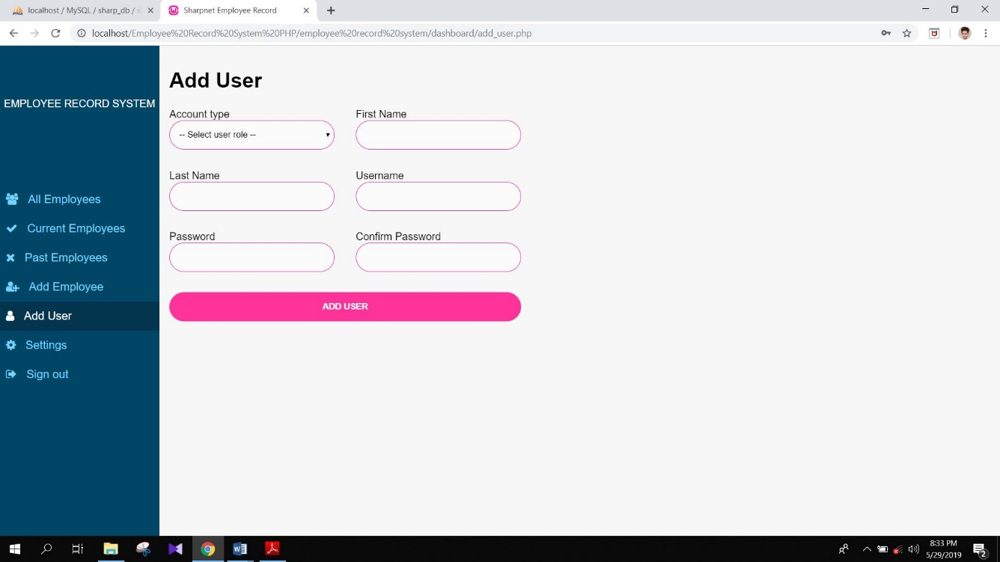 localhost / MySQL / sharp_db / s
Sharpnet Employee Record
localhost/Employee%20Record%20System%20PHP/employee%20record%20system/dashboard/add_user.php
EMPLOYEE RECORD SYSTEM
All Employees
Current Employees
Past Employees
Add Employee
Add User
Settings
Sign out
Add User
Account type First Name
-- Select user role --
Last Name Username
Password Confirm Password
ADD USER
8:33 PM
5/29/2019
2